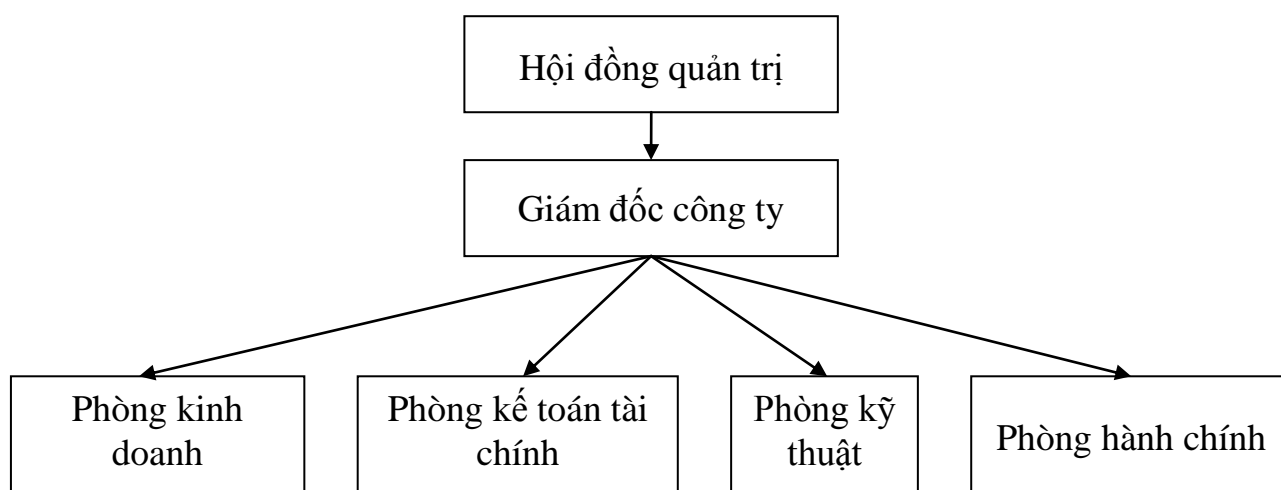 Hội đồng quản trị
Giám đốc công ty
Phòng kinh
doanh
Phòng kế toán tài
chính
Phòng kỹ
thuật
Phòng hành chính